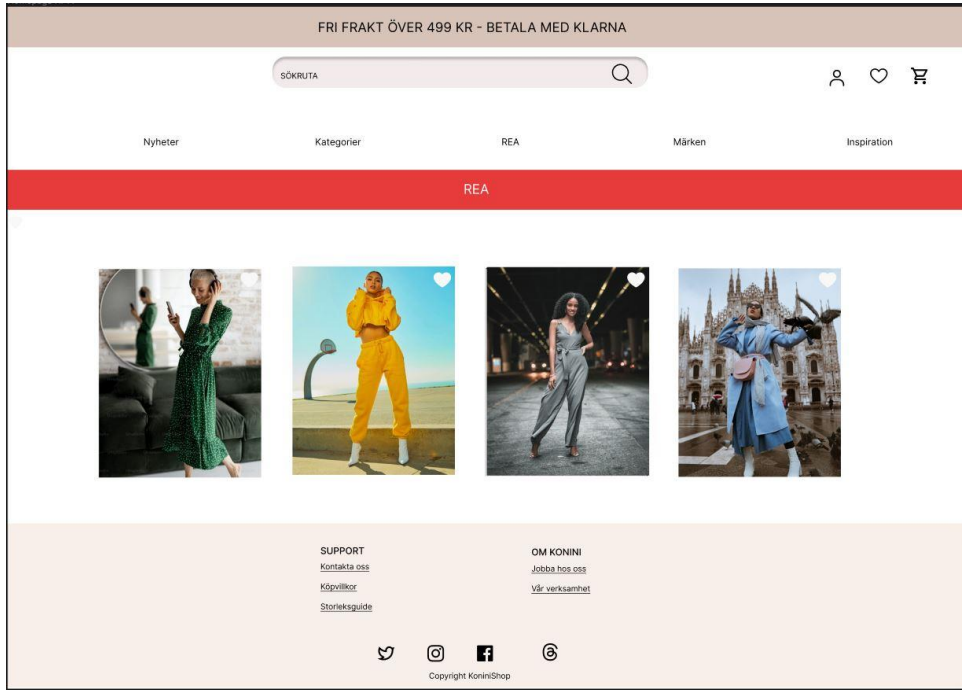 FRI FRAKT ÖVER 499 KR - BETALA MED KLARNA
SÖKRUTA
Nyheter
Kategorier
REA
Märken
Inspiration
REA
SUPPORT
Kontakta oss
Köpvillkor
Storleksguide
OM KONINI
Jobba hos oss
Vår verksamhet
Copyright KoniniShop